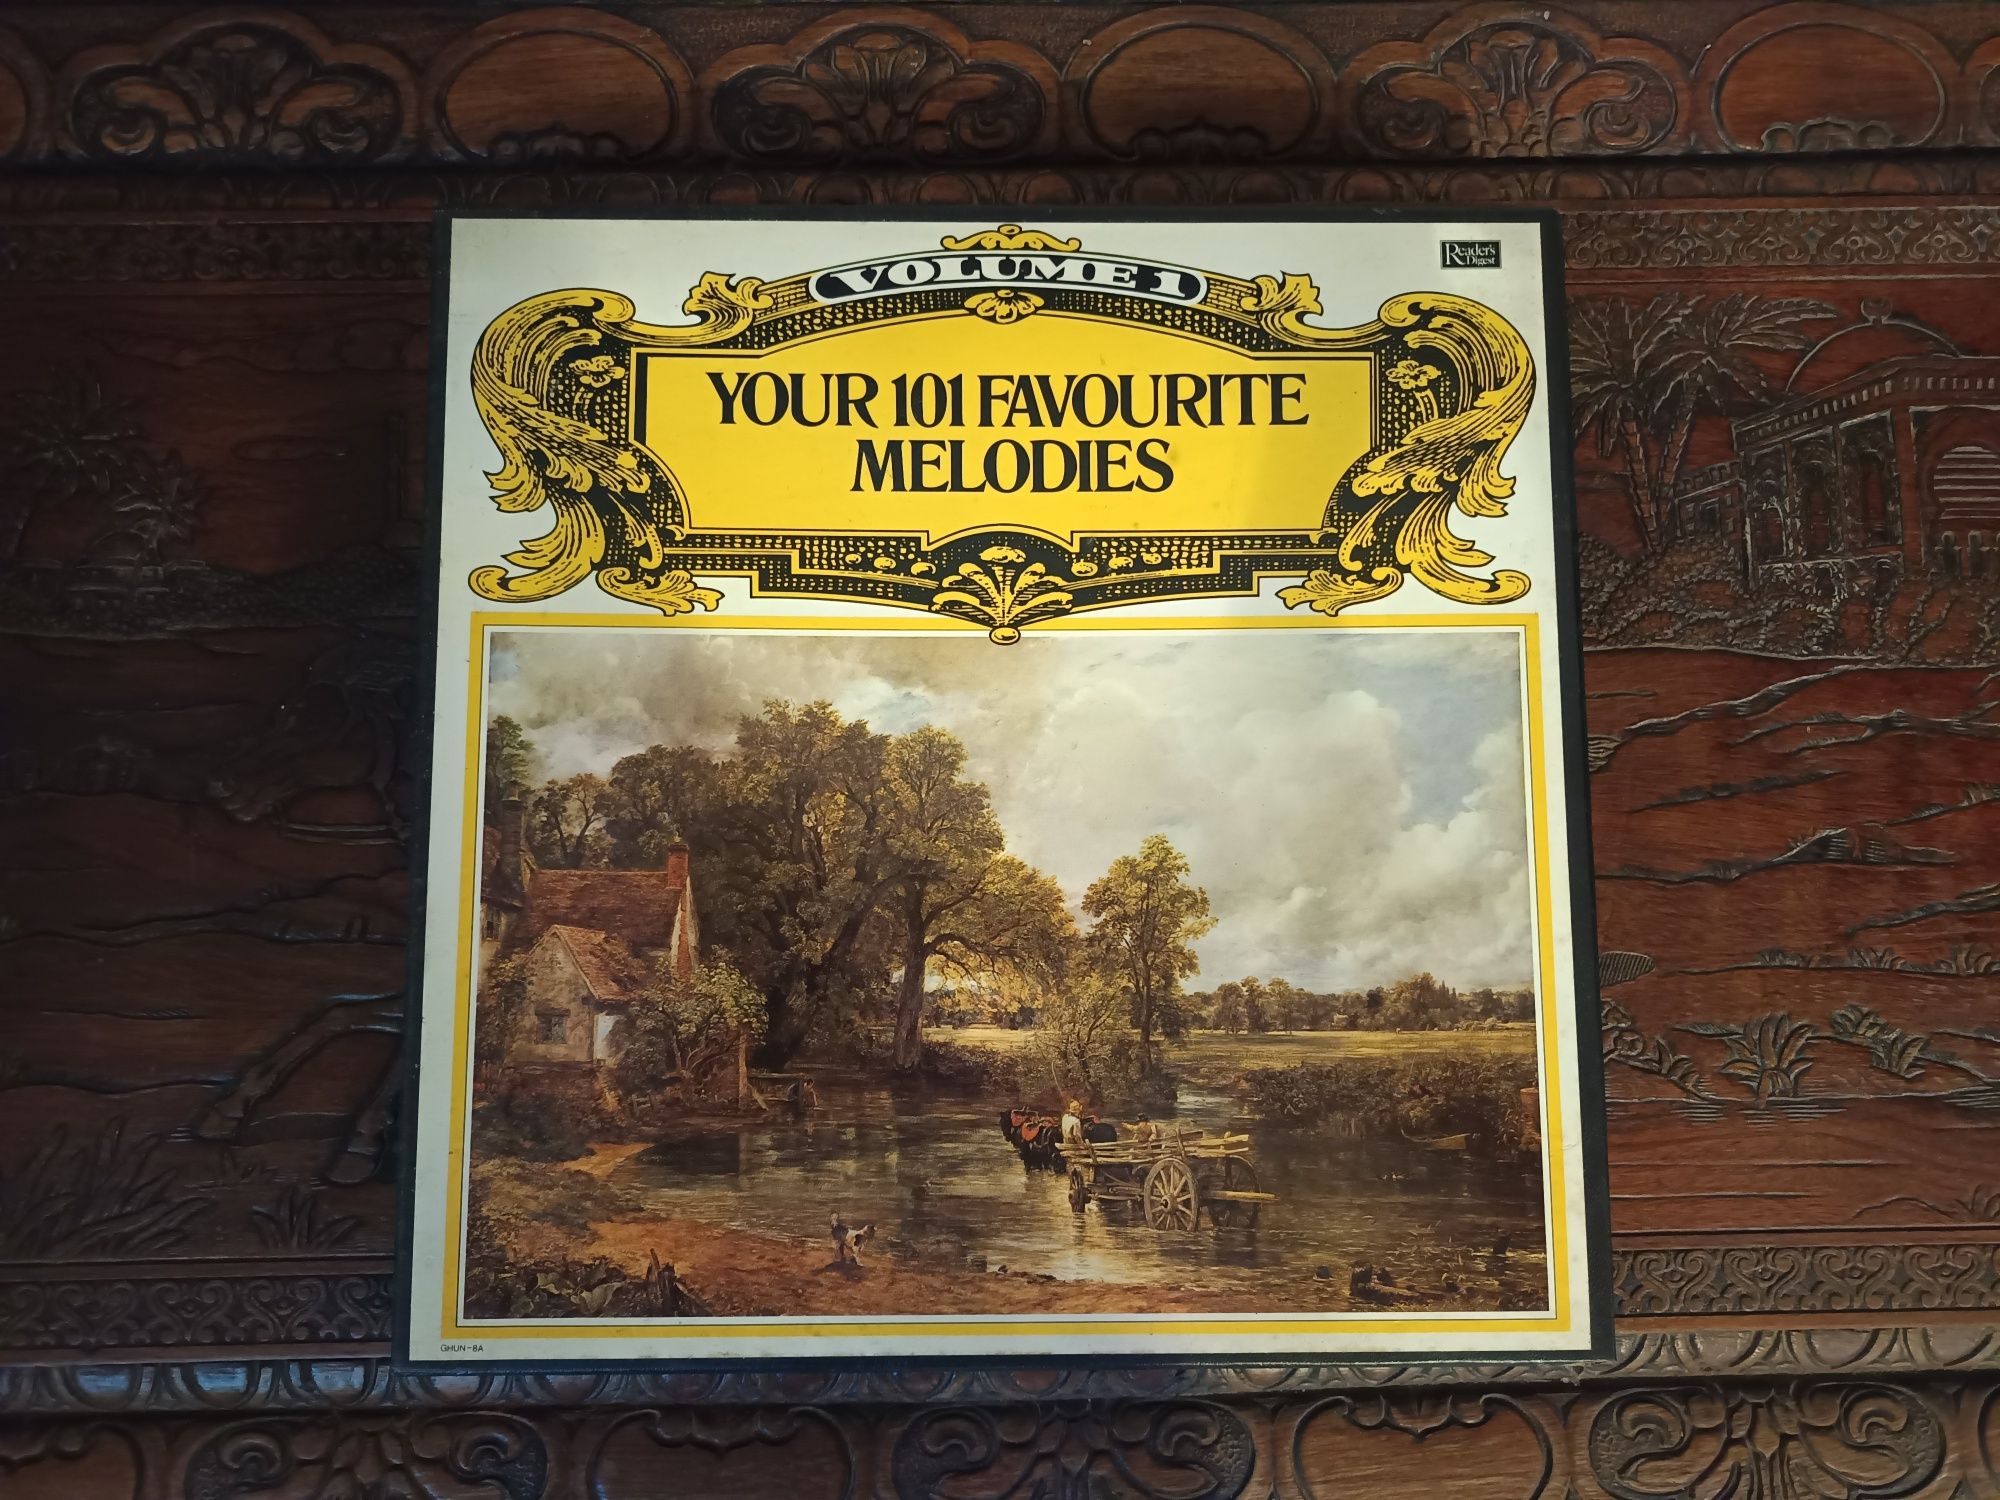 VOLUME 1
Reader's
Digest
YOUR 101 FAVOURITE
MELODIES
GHUN-8A